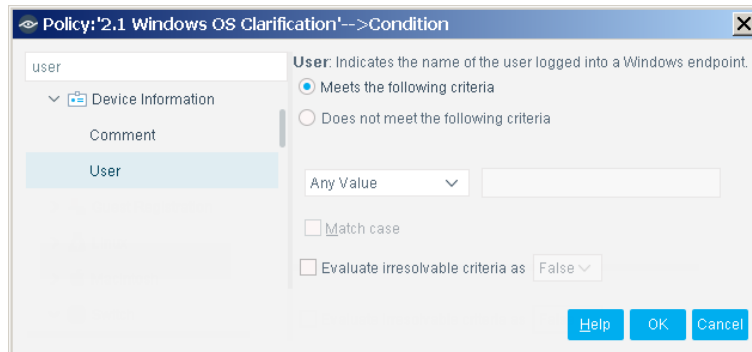 Policy:'2.1 Windows OS Clarification'-->Condition
user
Device Information
Comment
User
User: Indicates the name of the user logged into a Windows endpoint.
Meets the following criteria
Does not meet the following criteria
Any Value
Match case
Evaluate irresolvable criteria as False
Help OK Cancel